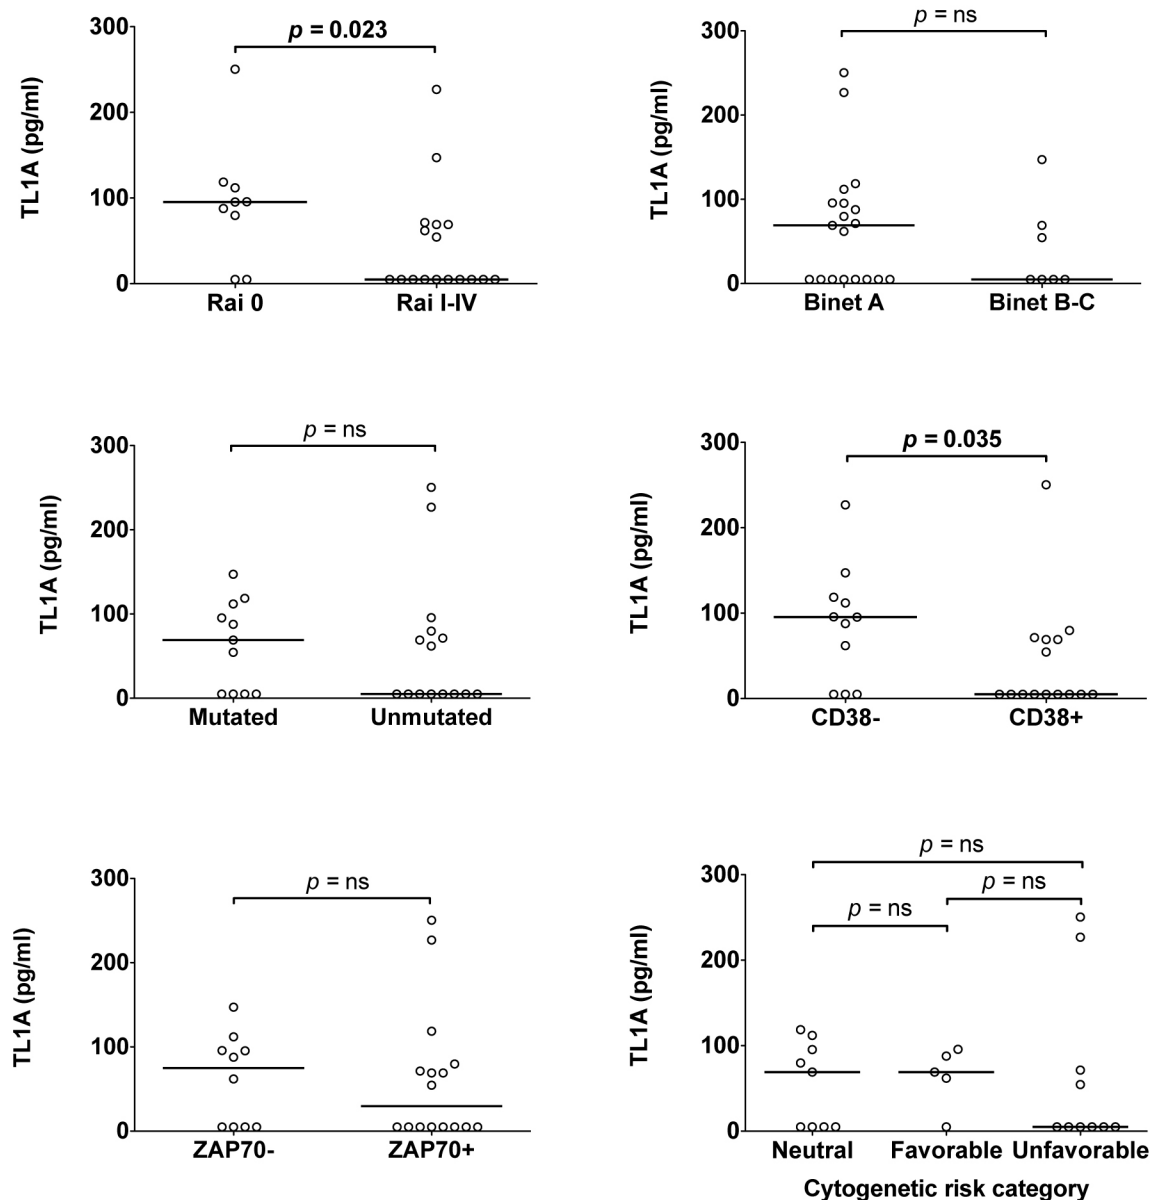 p = 0.023
300
200
100
0
TL1A (pg/ml)
Rai 0 Rai I-IV
p = ns
300
200
100
0
TL1A (pg/ml)
Binet A Binet B-C
p = ns
300
200
100
0
TL1A (pg/ml)
Mutated Unmutated
p = 0.035
300
200
100
0
TL1A (pg/ml)
CD38- CD38+
p = ns
300
200
100
0
TL1A (pg/ml)
ZAP70- ZAP70+
p = ns
p = ns
p = ns
300
200
100
0
TL1A (pg/ml)
Neutral Favorable Unfavorable
Cytogenetic risk category